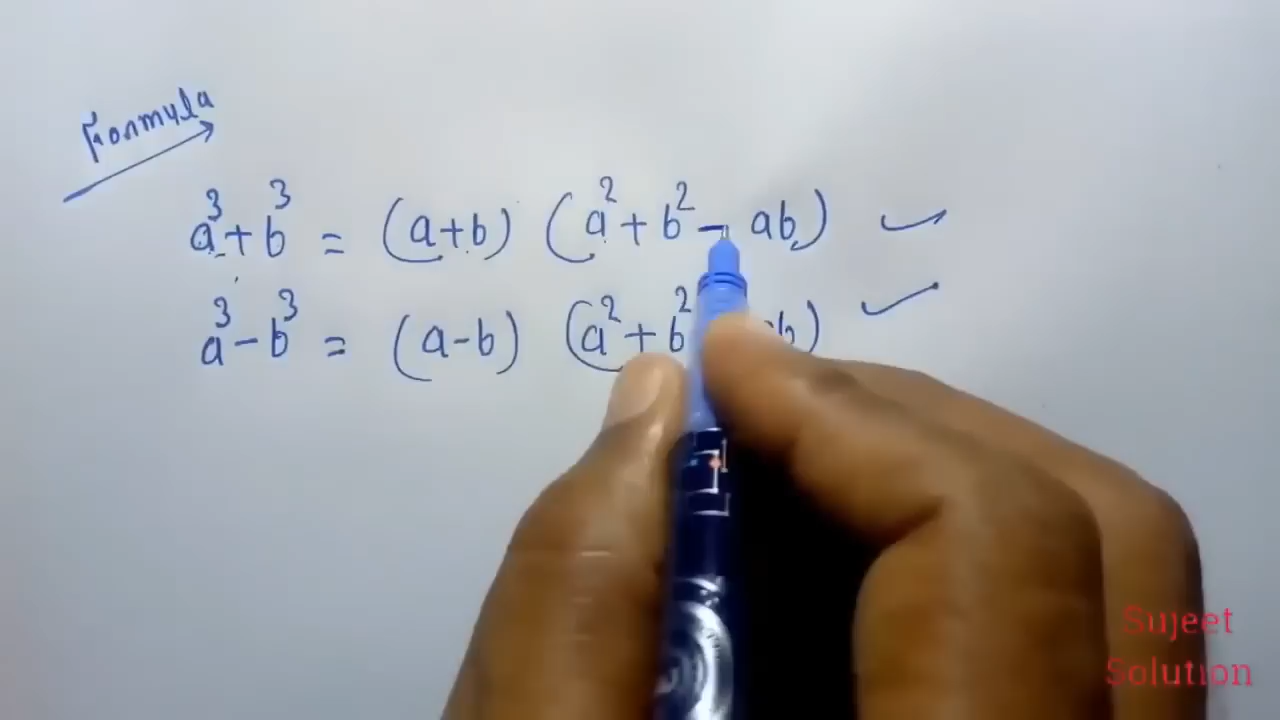 Formula
a³+b³ = (a+b) (a²+b²- ab)
a³-b³ = (a-b) (a²+b² b)
Sujeet
Solution